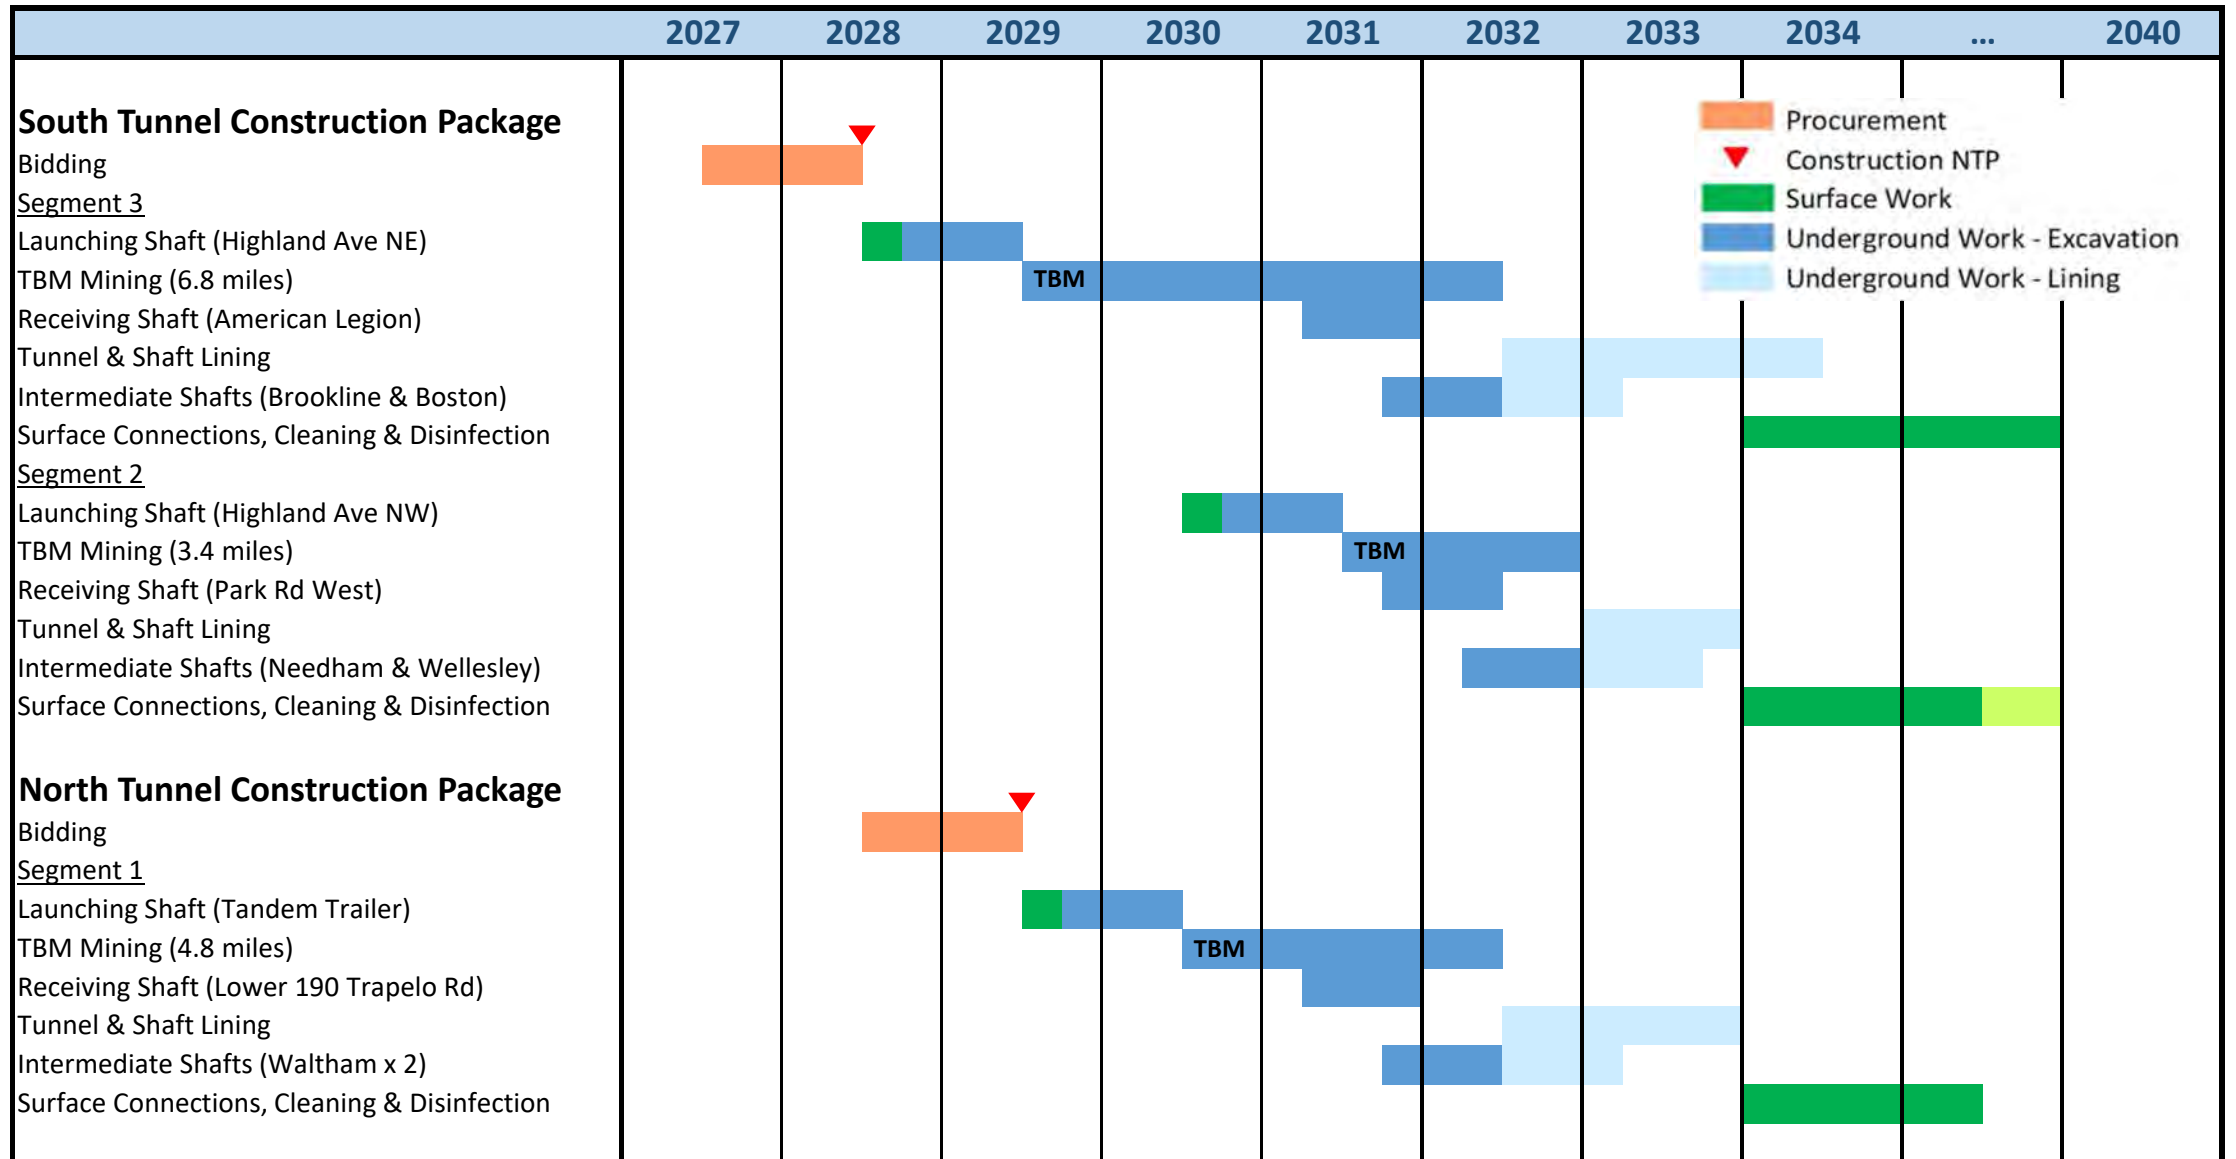 2027 2028 2029 2030 2031 2032 2033 2034 ... 2040
South Tunnel Construction Package
Procurement
Construction NTP
Bidding
Segment 3
Surface Work
Launching Shaft (Highland Ave NE)
Underground Work - Excavation
TBM Mining (6.8 miles)
TBM
Underground Work - Lining
Receiving Shaft (American Legion)
Tunnel & Shaft Lining
Intermediate Shafts (Brookline & Boston)
Surface Connections, Cleaning & Disinfection
Segment 2
Launching Shaft (Highland Ave NW)
TBM Mining (3.4 miles)
TBM
Receiving Shaft (Park Rd West)
Tunnel & Shaft Lining
Intermediate Shafts (Needham & Wellesley)
Surface Connections, Cleaning & Disinfection
North Tunnel Construction Package
Bidding
Segment 1
Launching Shaft (Tandem Trailer)
TBM Mining (4.8 miles)
TBM
Receiving Shaft (Lower 190 Trapelo Rd)
Tunnel & Shaft Lining
Intermediate Shafts (Waltham x 2)
Surface Connections, Cleaning & Disinfection